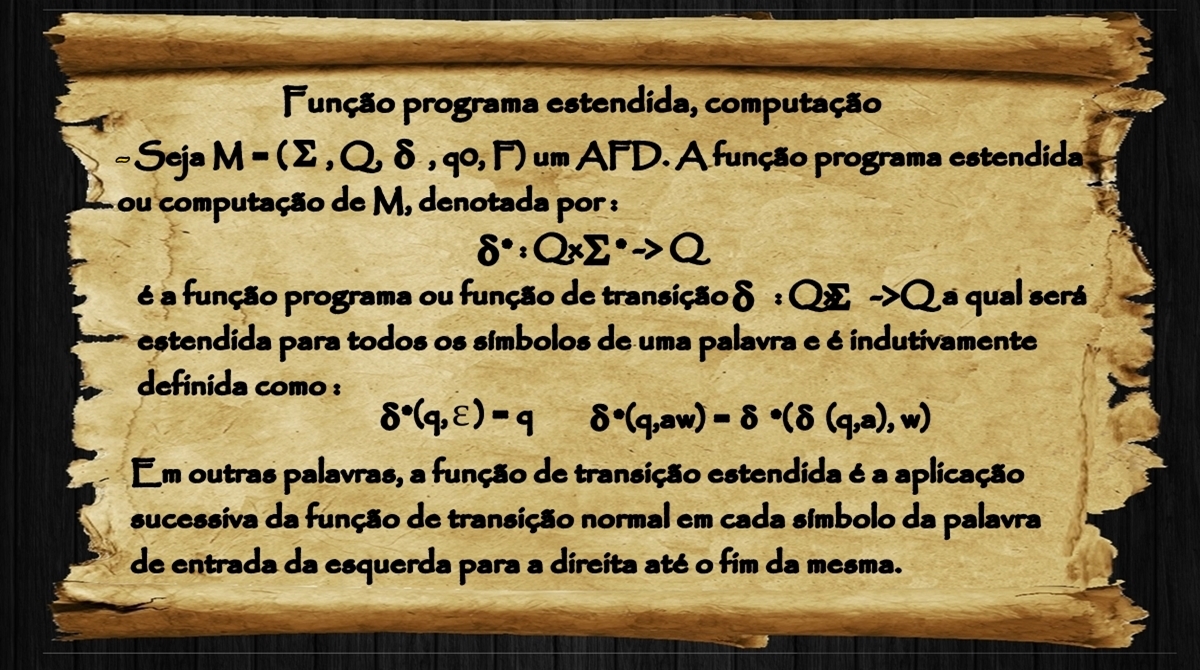 Função programa estendida, computação
- Seja M = ( Σ , Q, δ , q0, F) um AFD. A função programa estendida
ou computação de M, denotada por :
δ* : QxΣ* -> Q
é a função programa ou função de transição δ : QxΣ ->Q a qual será
estendida para todos os símbolos de uma palavra e é indutivamente
definida como :
δ*(q, ε) = q δ*(q,aw) = δ *(δ (q,a), w)
Em outras palavras, a função de transição estendida é a aplicação
sucessiva da função de transição normal em cada símbolo da palavra
de entrada da esquerda para a direita até o fim da mesma.